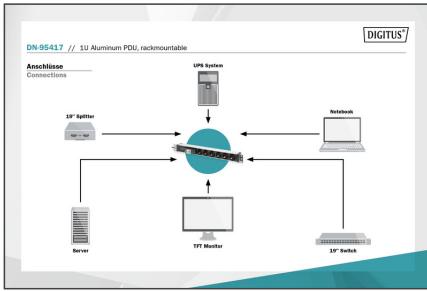 DIGITUS®
DN-95417 // 1U Aluminum PDU, rackmountable
Anschlüsse
Connections
UPS System
19" Splitter
Notebook
Server
TFT Monitor
19" Switch